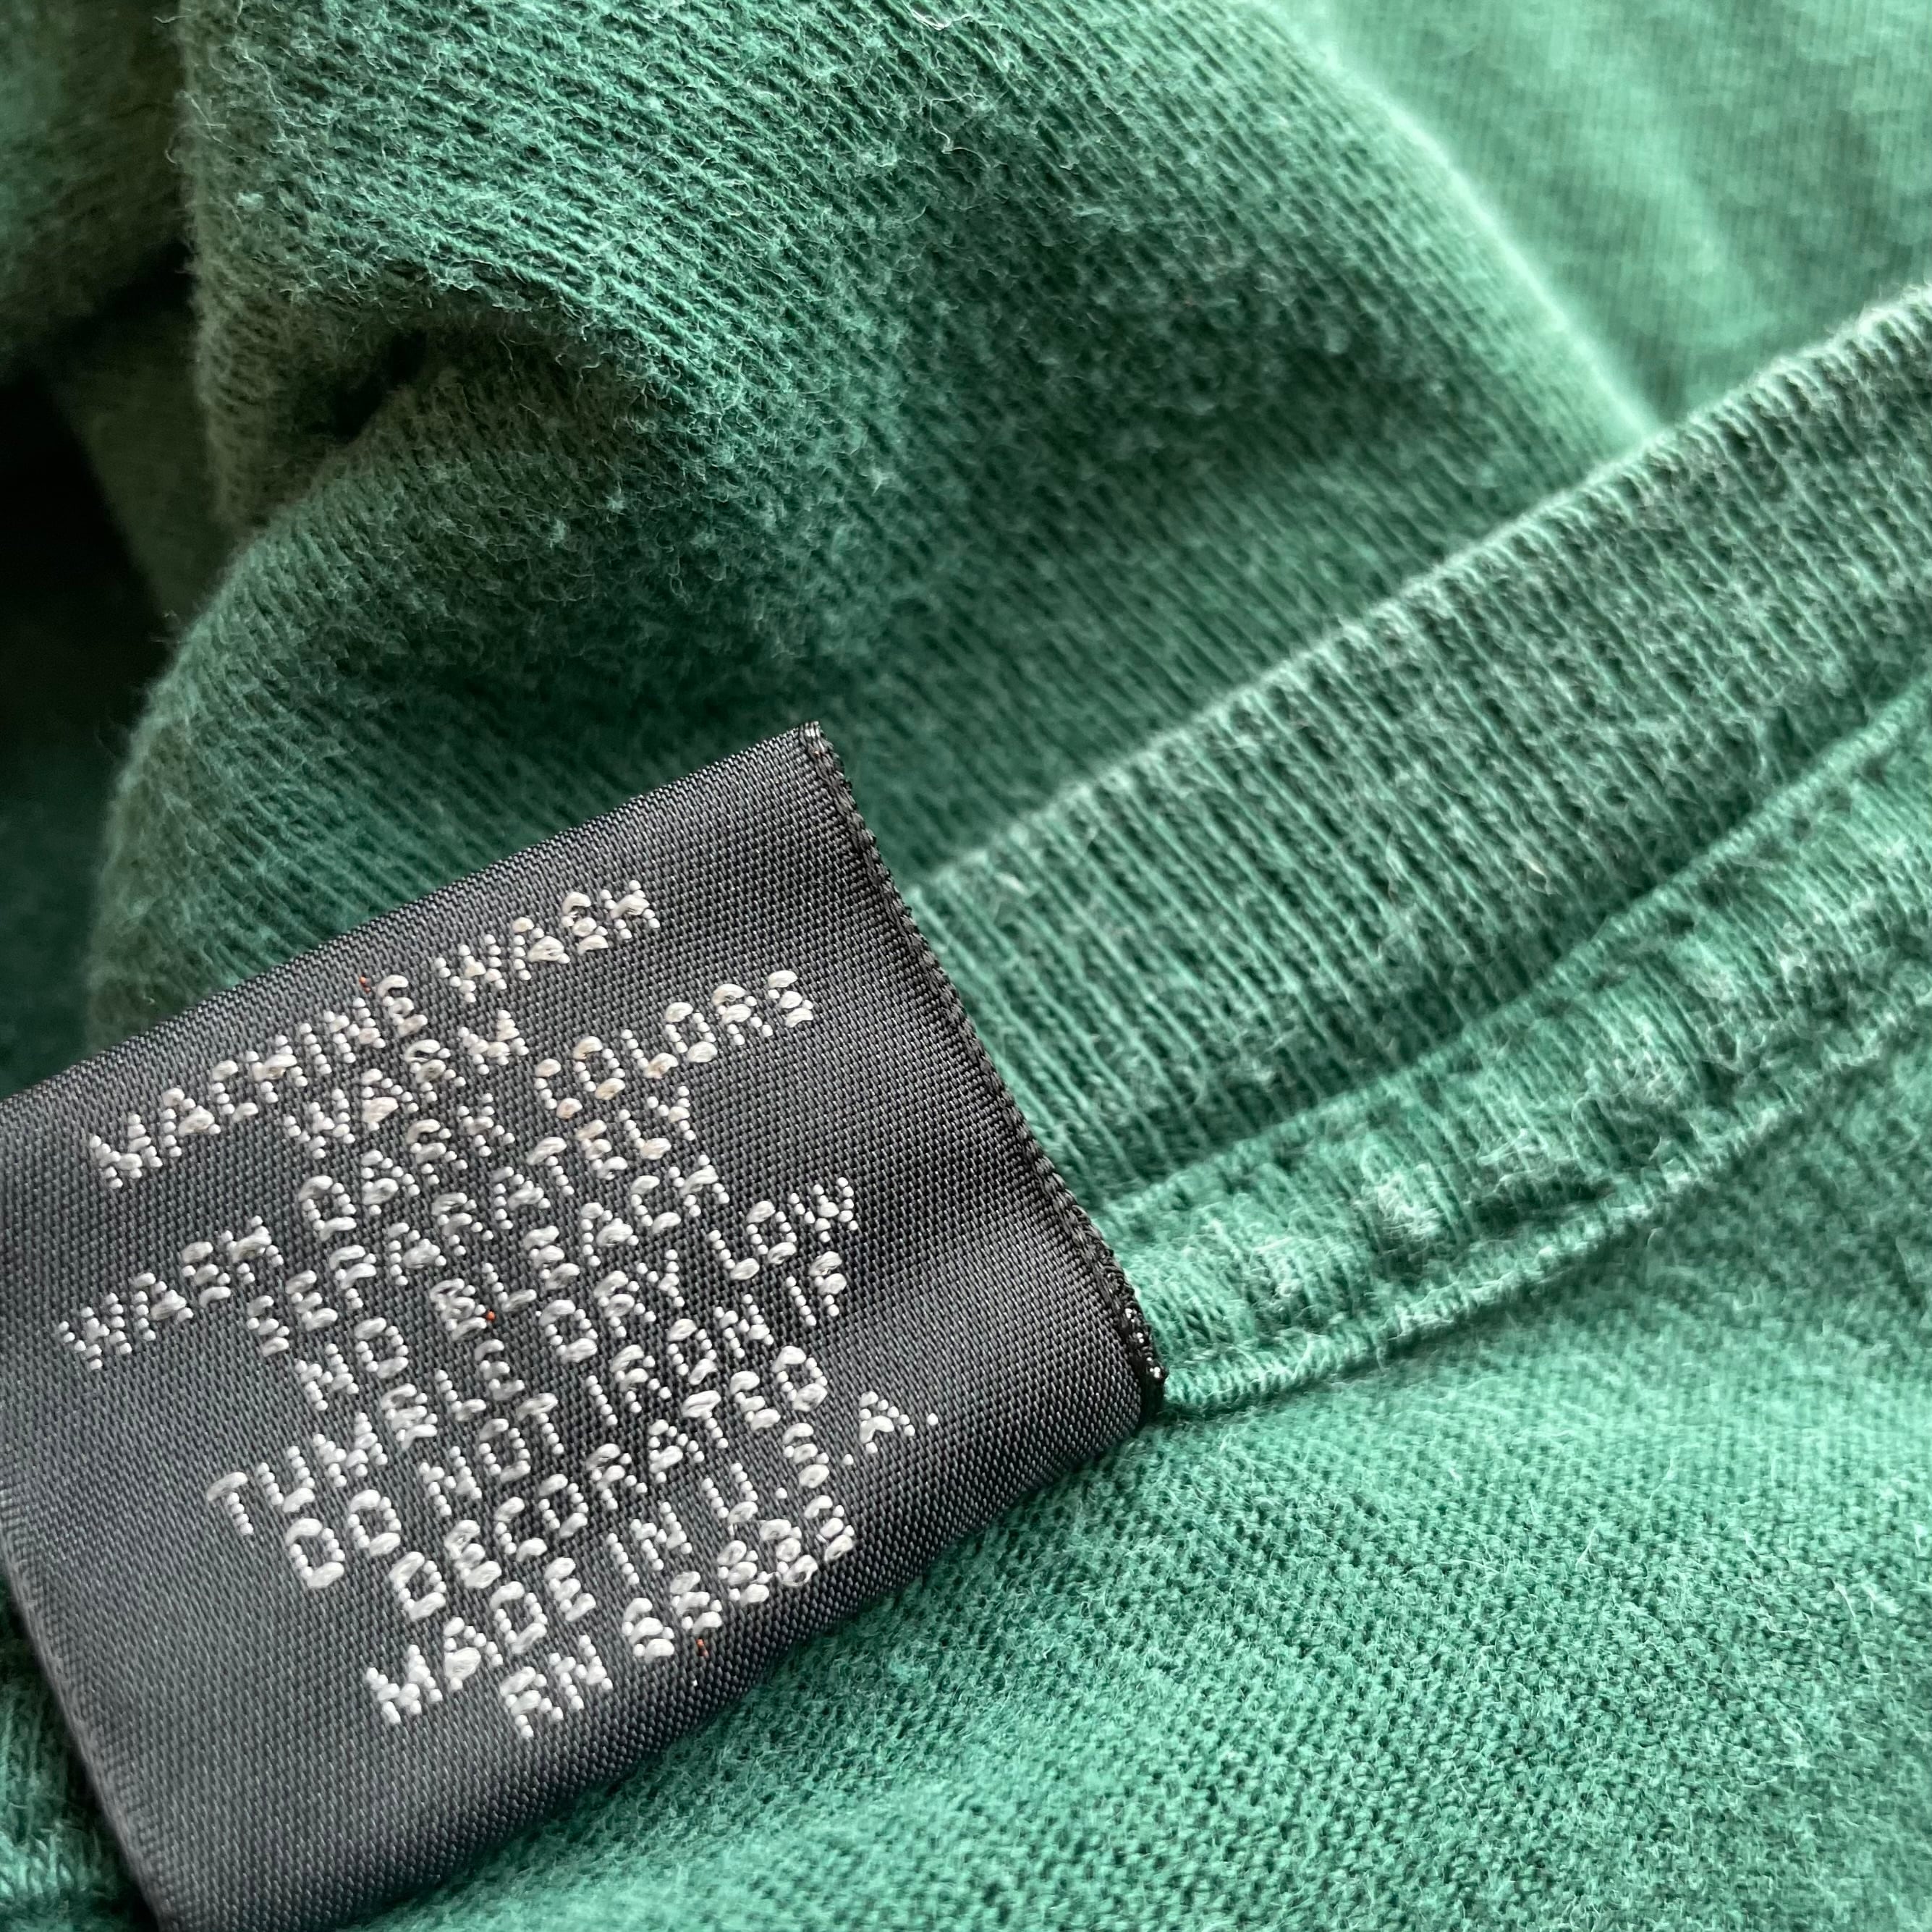 MACHINE WASH
WARM
WASH DARK COLORS
SEPARATELY
NO BLEACH
TUMBLE DRY LOW
DO NOT IRON IF
DECORATED
MADE IN U.S.A.
RN